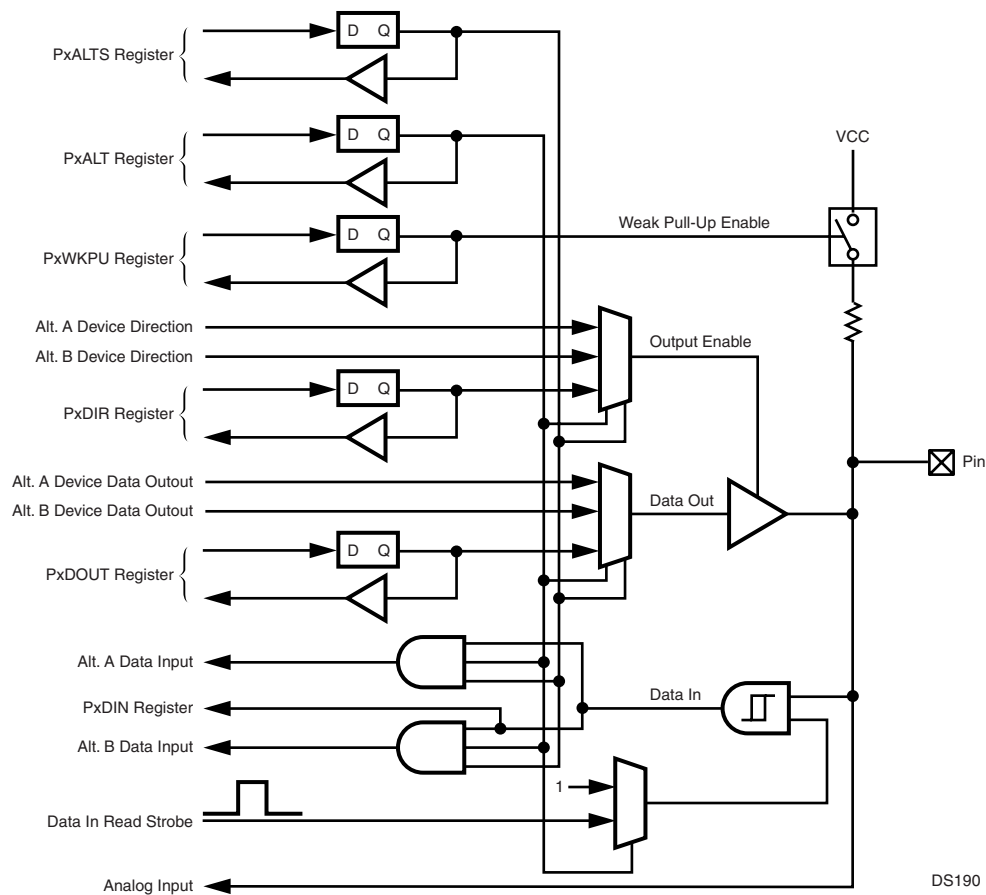 D Q
PxALTS Register
D Q
PxALT Register
VCC
D Q
Weak Pull-Up Enable
PxWKPU Register
Alt. A Device Direction
Output Enable
Alt. B Device Direction
D Q
PxDIR Register
Pin
Alt. A Device Data Outout
Data Out
Alt. B Device Data Outout
D Q
PxDOUT Register
Alt. A Data Input
Data In
PxDIN Register
Alt. B Data Input
1
Data In Read Strobe
Analog Input
DS190